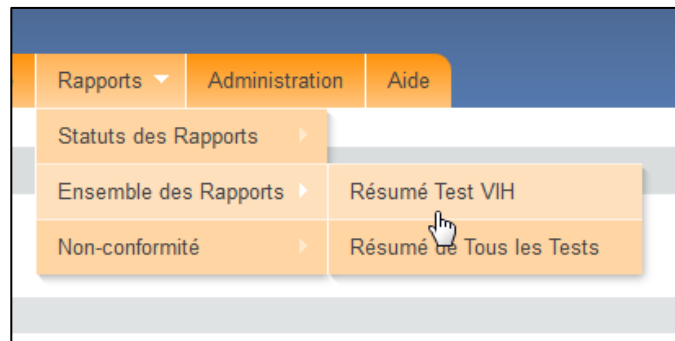 Rapports Administration Aide
Statuts des Rapports
Ensemble des Rapports Résumé Test VIH
Non-conformité Résumé de Tous les Tests